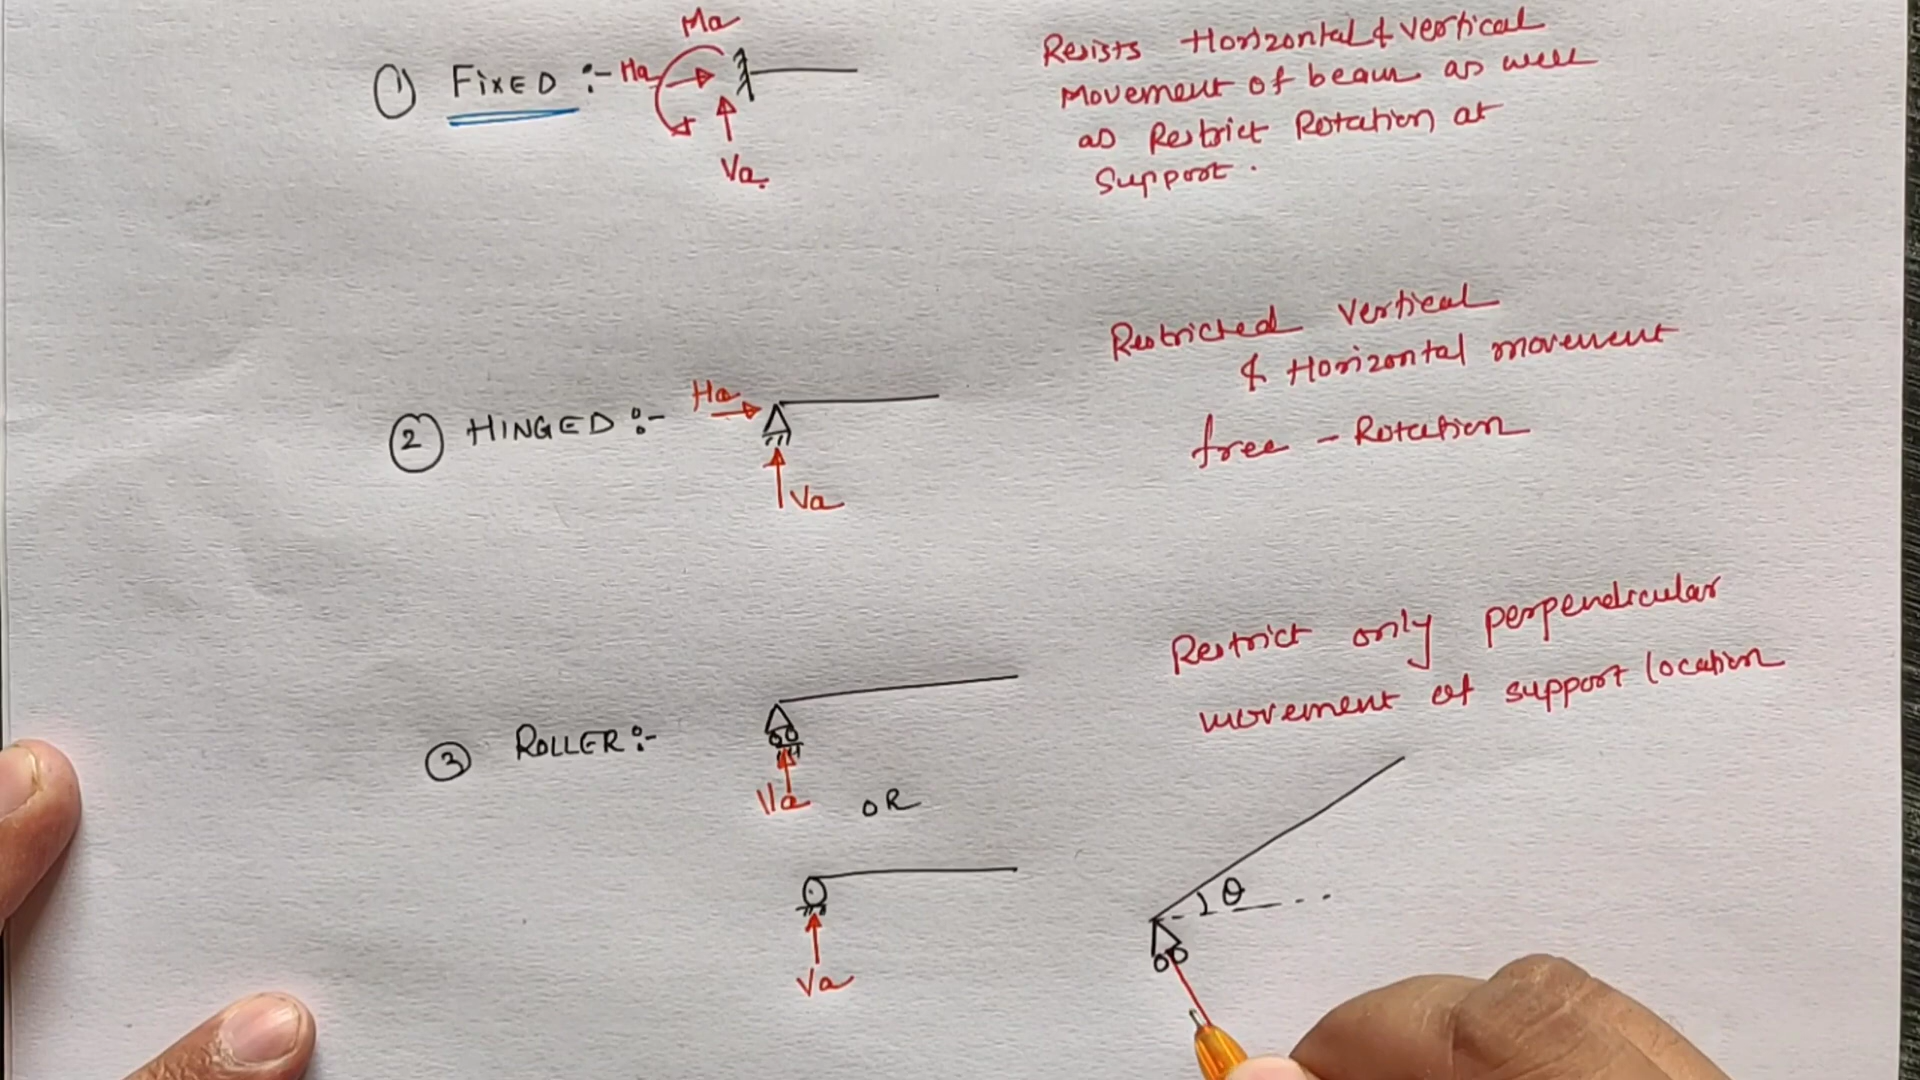 ① FIXED :-
Ma
Ha
Va.
Resists Horizontal & vertical
Movement of beam as well
as Restrict Rotation at
Support.
② HINGED :-
Ha
Va
Restricted vertical
& Horizontal movement
free - Rotation
③ ROLLER :-
Va
OR
Va
Restrict only perpendicular
movement at support location
θ